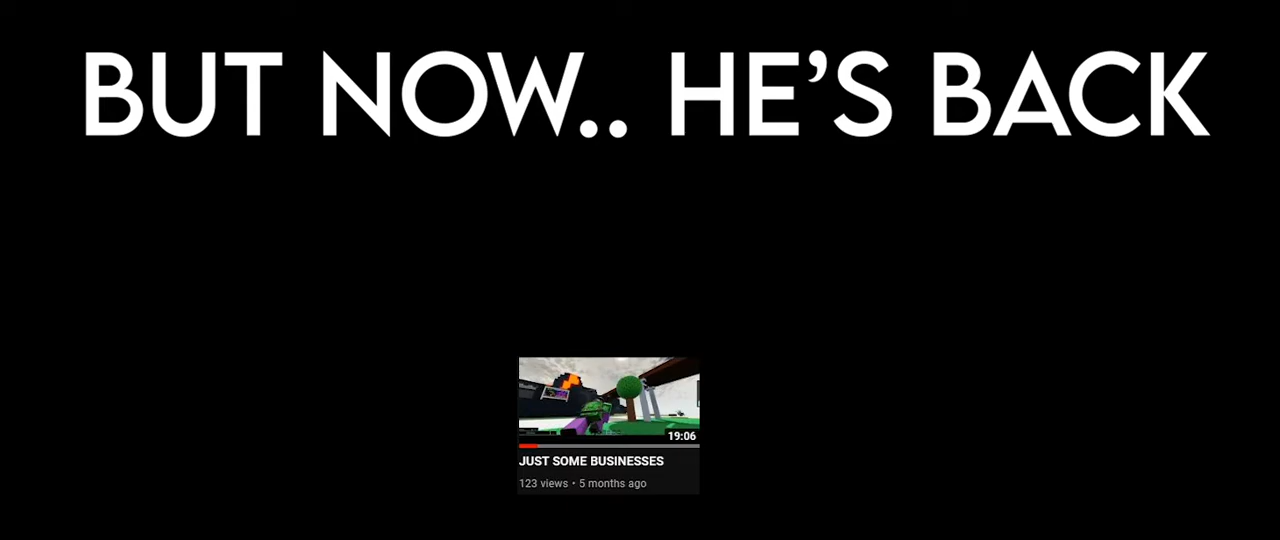 BUT NOW.. HE’S BACK
19:06
JUST SOME BUSINESSES
123 views • 5 months ago